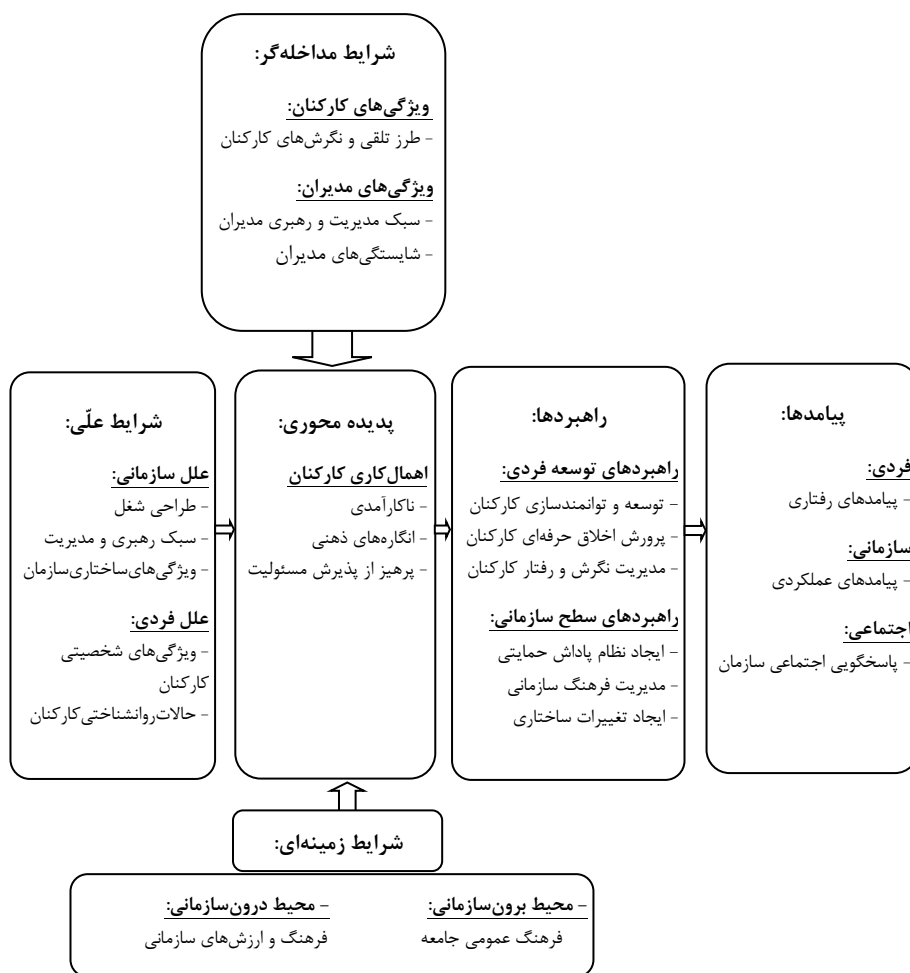 شرایط مداخله‌گر:
ویژگی‌های کارکنان:
- طرز تلقی و نگرش‌های کارکنان
ویژگی‌های مدیران:
- سبک مدیریت و رهبری مدیران
- شایستگی‌های مدیران
شرایط علّی:
علل سازمانی:
- طراحی شغل
- سبک رهبری و مدیریت
- ویژگی‌های ساختاری سازمان
علل فردی:
- ویژگی‌های شخصیتی
کارکنان
- حالات روانشناختی کارکنان
پدیده محوری:
اهمال‌کاری کارکنان
- ناکارآمدی
- انگاره‌های ذهنی
- پرهیز از پذیرش مسئولیت
راهبردها:
راهبردهای توسعه فردی:
- توسعه و توانمندسازی کارکنان
- پرورش اخلاق حرفه‌ای کارکنان
- مدیریت نگرش و رفتار کارکنان
راهبردهای سطح سازمانی:
- ایجاد نظام پاداش حمایتی
- مدیریت فرهنگ سازمانی
- ایجاد تغییرات ساختاری
پیامدها:
فردی:
- پیامدهای رفتاری
سازمانی:
- پیامدهای عملکردی
اجتماعی:
- پاسخگویی اجتماعی سازمان
شرایط زمینه‌ای:
- محیط برون‌سازمانی:
فرهنگ عمومی جامعه
- محیط درون‌سازمانی:
فرهنگ و ارزش‌های سازمانی